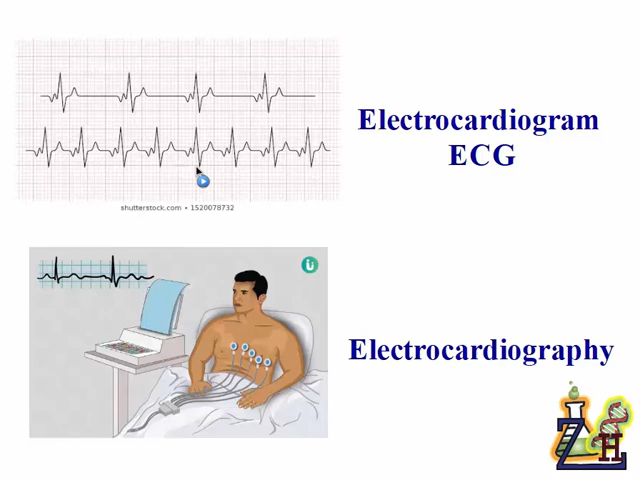 Electrocardiogram
ECG
shutterstock.com • 1520078732
Electrocardiography
Z H